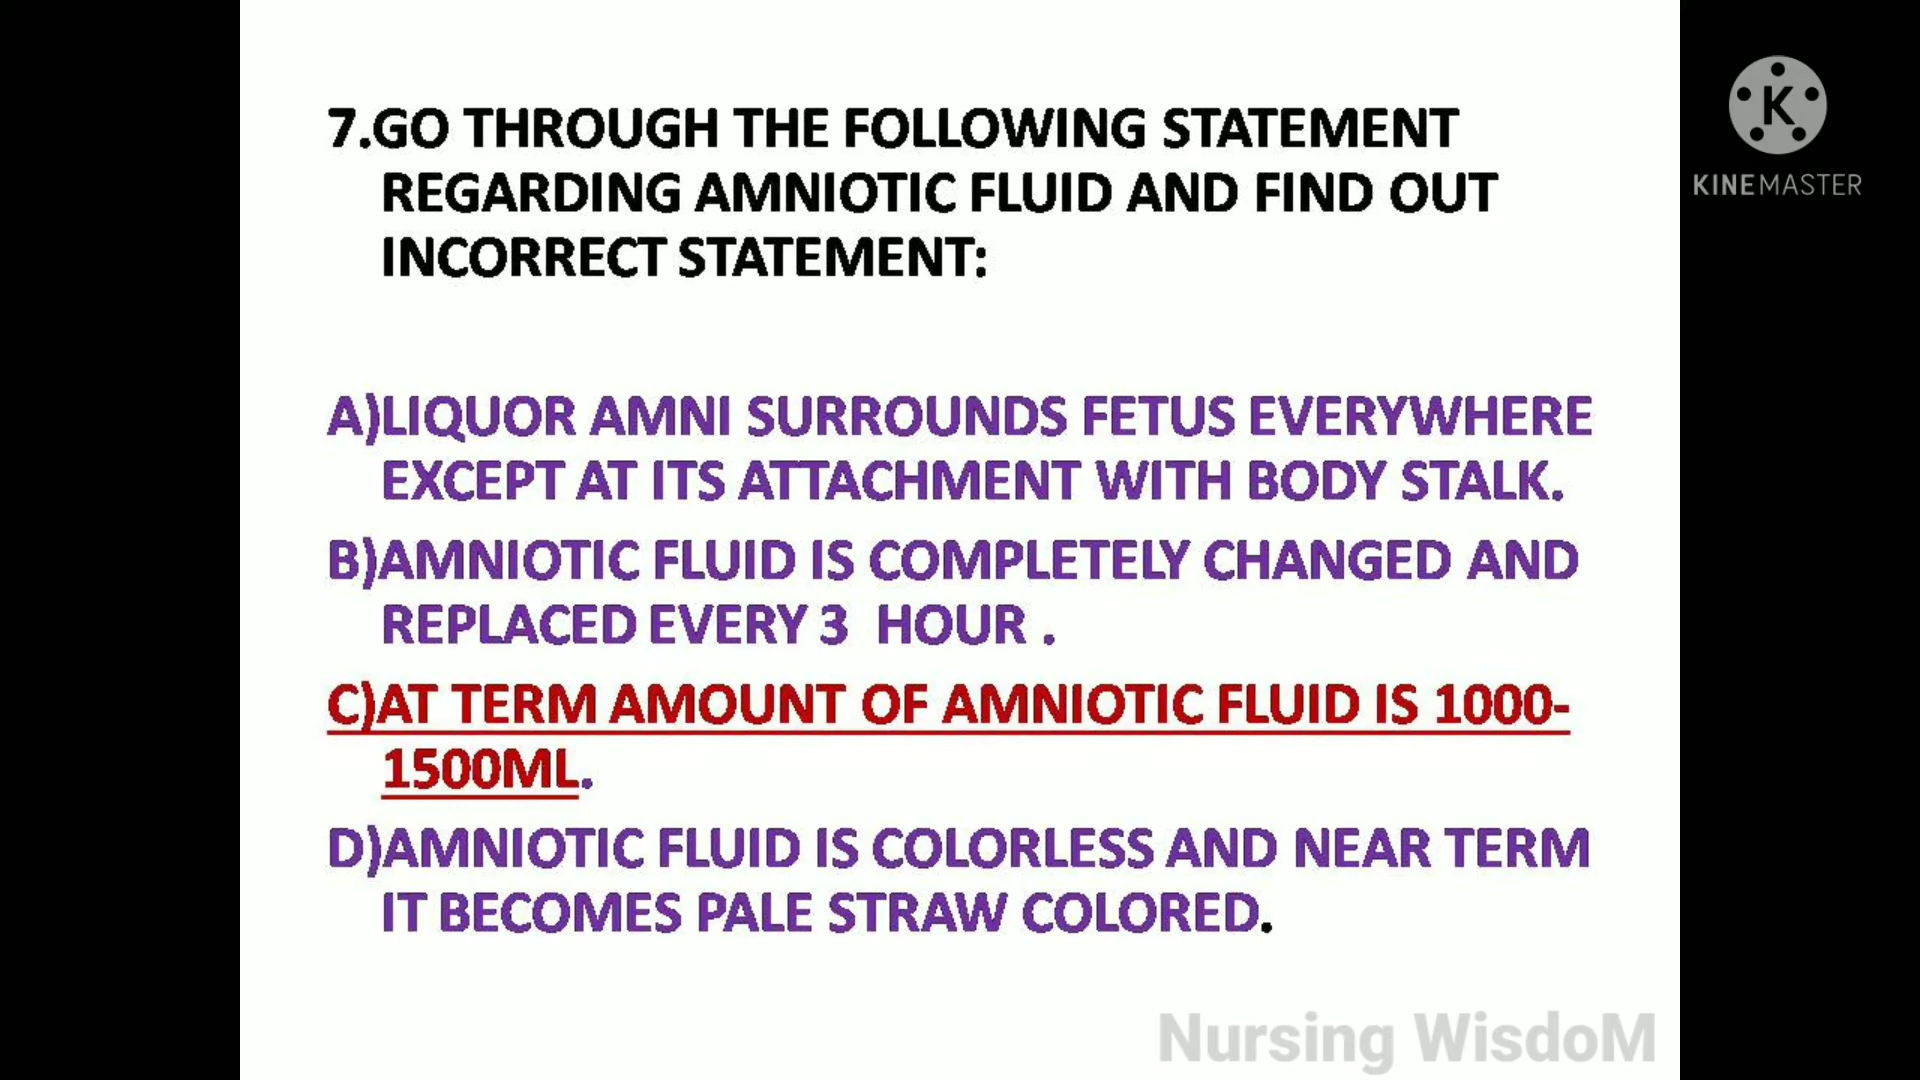 7.GO THROUGH THE FOLLOWING STATEMENT
REGARDING AMNIOTIC FLUID AND FIND OUT
INCORRECT STATEMENT:
A)LIQUOR AMNI SURROUNDS FETUS EVERYWHERE
EXCEPT AT ITS ATTACHMENT WITH BODY STALK.
B)AMNIOTIC FLUID IS COMPLETELY CHANGED AND
REPLACED EVERY 3  HOUR .
C)AT TERM AMOUNT OF AMNIOTIC FLUID IS 1000-
1500ML.
D)AMNIOTIC FLUID IS COLORLESS AND NEAR TERM
IT BECOMES PALE STRAW COLORED.
K
KINEMASTER
Nursing WisdoM